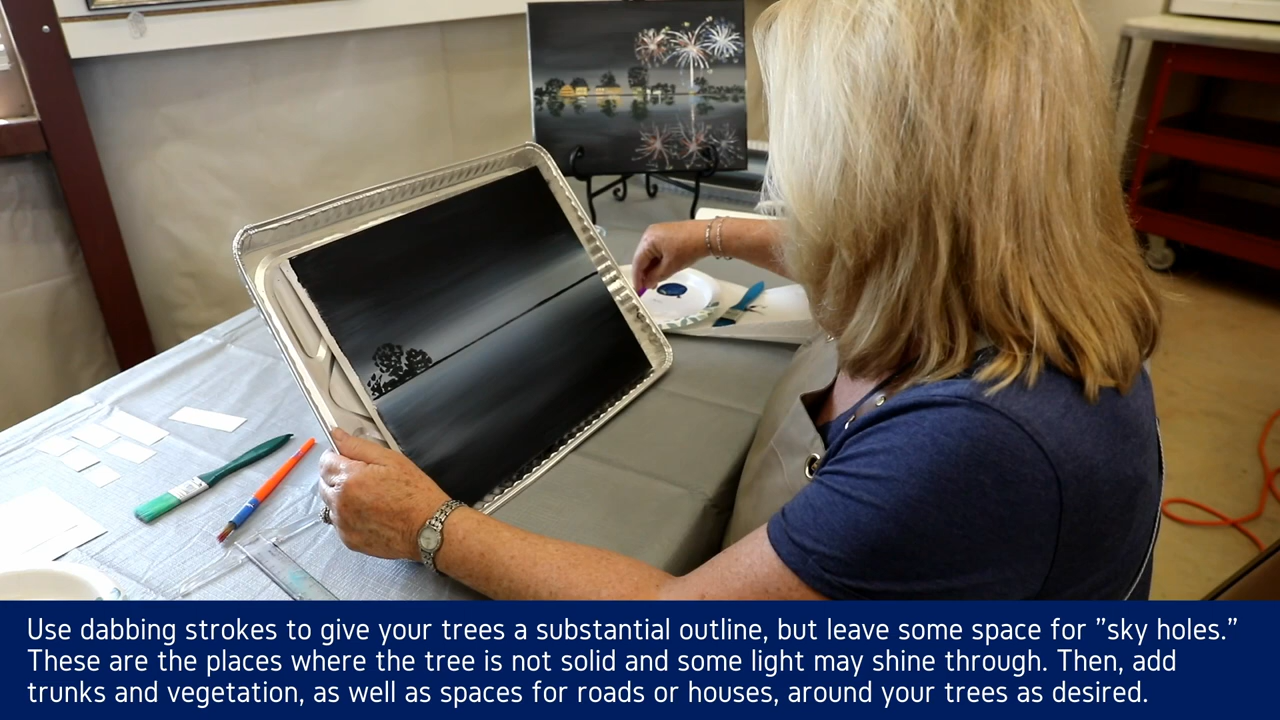 Use dabbing strokes to give your trees a substantial outline, but leave some space for ”sky holes.”
These are the places where the tree is not solid and some light may shine through. Then, add
trunks and vegetation, as well as spaces for roads or houses, around your trees as desired.